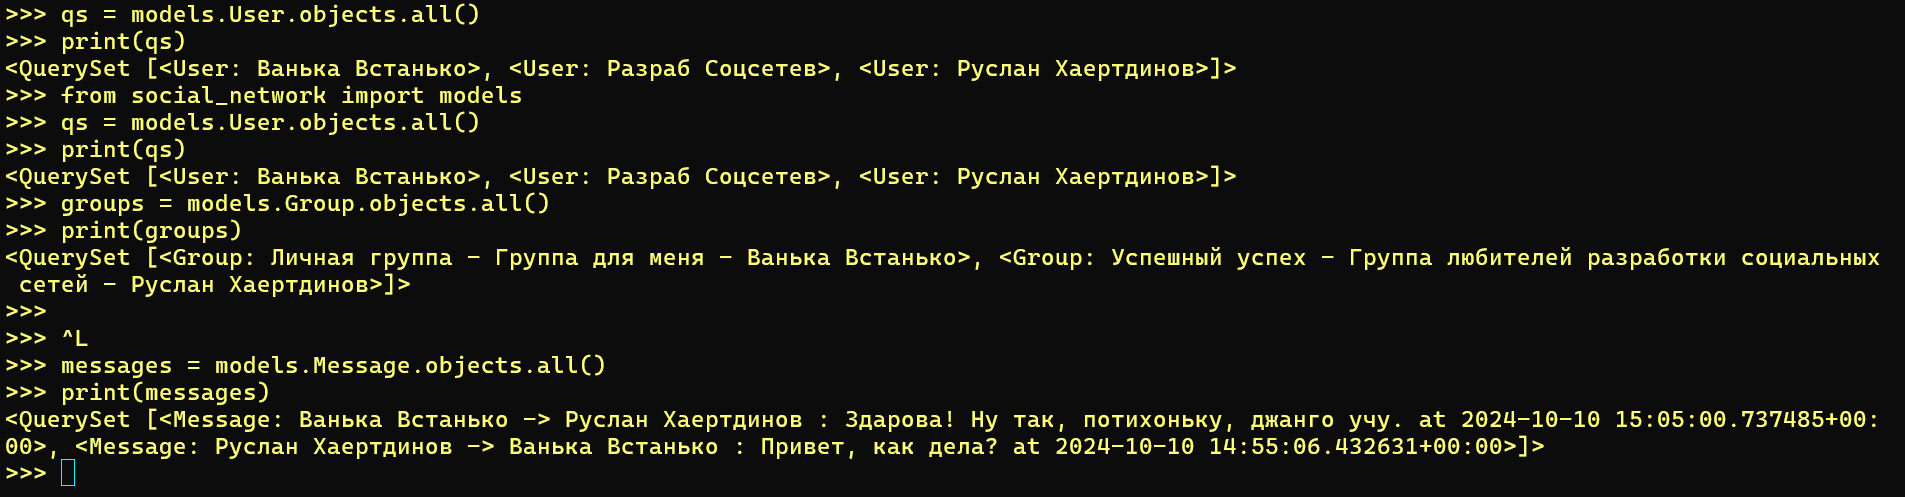 >>> qs = models.User.objects.all()
>>> print(qs)
<QuerySet [<User: Ванька Встанько>, <User: Разраб Соцсетев>, <User: Руслан Хаертдинов>]>
>>> from social_network import models
>>> qs = models.User.objects.all()
>>> print(qs)
<QuerySet [<User: Ванька Встанько>, <User: Разраб Соцсетев>, <User: Руслан Хаертдинов>]>
>>> groups = models.Group.objects.all()
>>> print(groups)
<QuerySet [<Group: Личная группа - Группа для меня - Ванька Встанько>, <Group: Успешный успех - Группа любителей разработки социальных
 сетей - Руслан Хаертдинов>]>
>>>
>>> ^L
>>> messages = models.Message.objects.all()
>>> print(messages)
<QuerySet [<Message: Ванька Встанько -> Руслан Хаертдинов : Здарова! Ну так, потихоньку, джанго учу. at 2024-10-10 15:05:00.737485+00:
00>, <Message: Руслан Хаертдинов -> Ванька Встанько : Привет, как дела? at 2024-10-10 14:55:06.432631+00:00>]>
>>>